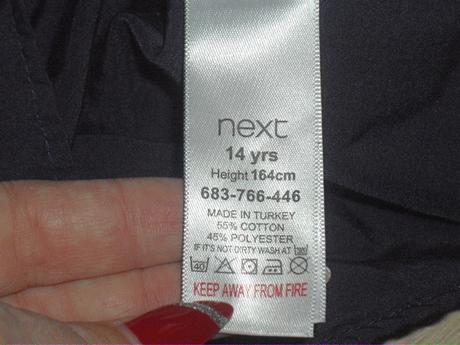 next
14 yrs
Height 164cm
683-766-446
MADE IN TURKEY
55% COTTON
45% POLYESTER
IF IT'S NOT DIRTY WASH AT
40
KEEP AWAY FROM FIRE